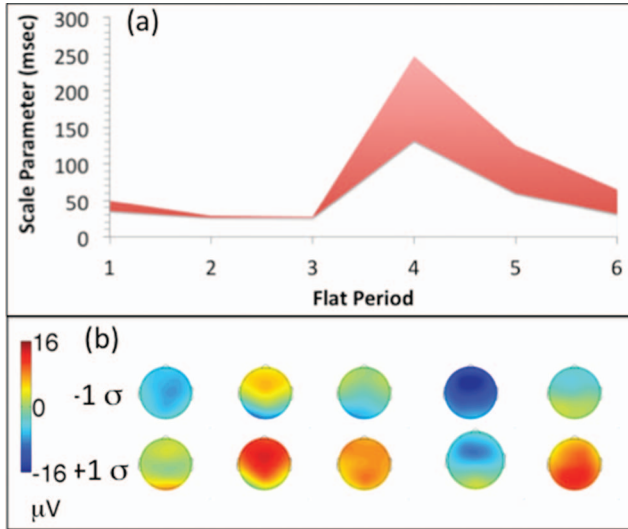 (a)
Scale Parameter (msec)
300
250
200
150
100
50
0
1 2 3 4 5 6
Flat Period
(b)
16
0
-16
μV
-1 σ
+1 σ